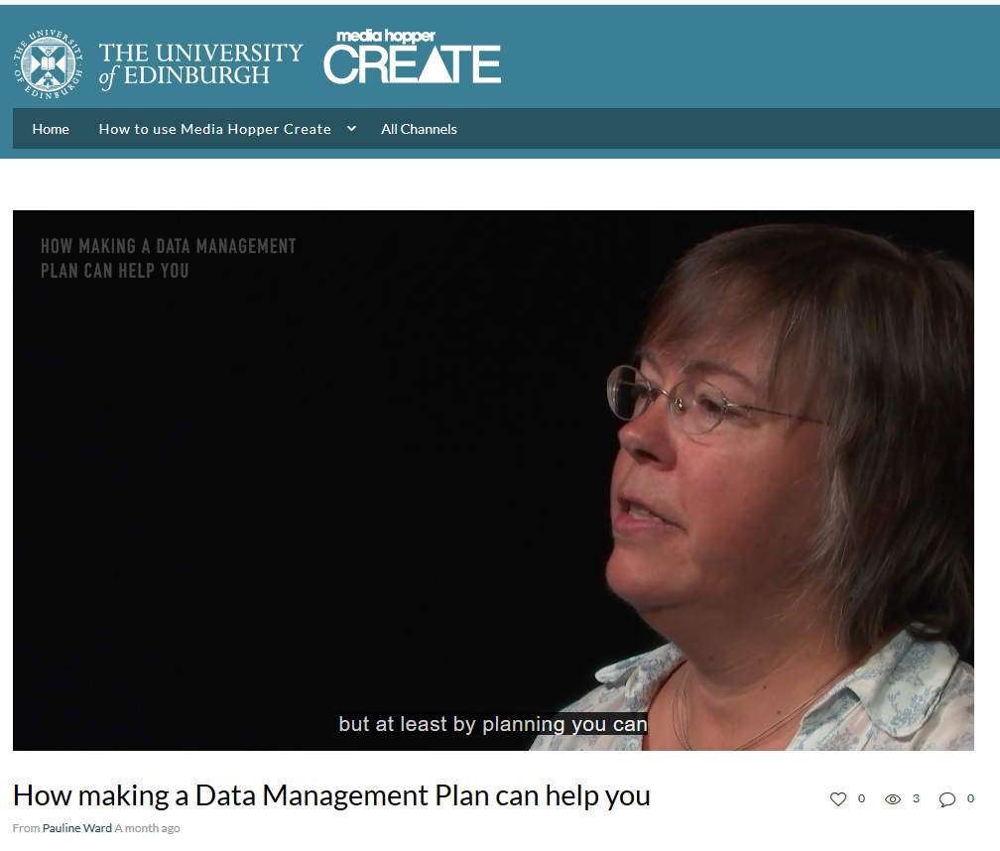 THE UNIVERSITY
of EDINBURGH
media hopper
CREATE
Home How to use Media Hopper Create All Channels
HOW MAKING A DATA MANAGEMENT
PLAN CAN HELP YOU
but at least by planning you can
How making a Data Management Plan can help you
0 3 0
From Pauline Ward A month ago